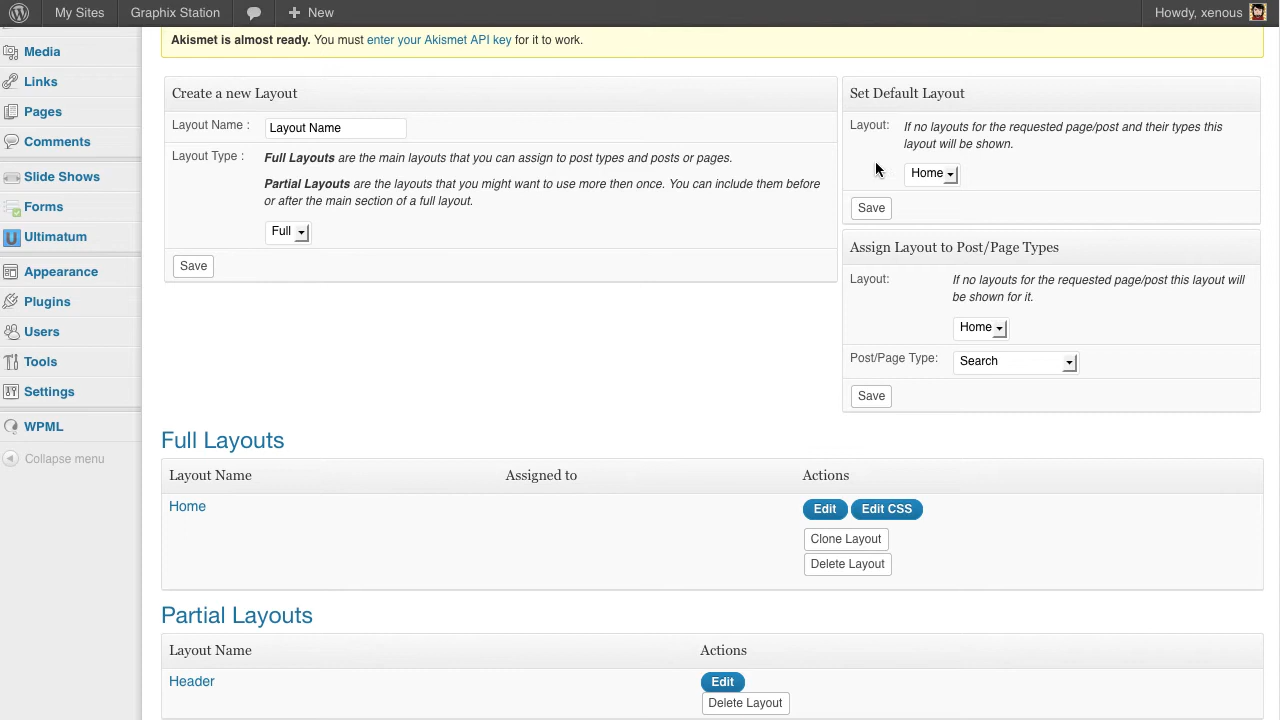 My Sites
Graphix Station
New
Howdy, xenous
Media
Links
Pages
Comments
Slide Shows
Forms
Ultimatum
Appearance
Plugins
Users
Tools
Settings
WPML
Collapse menu
Akismet is almost ready. You must enter your Akismet API key for it to work.
Create a new Layout
Layout Name :
Layout Name
Layout Type :
Full Layouts are the main layouts that you can assign to post types and posts or pages.
Partial Layouts are the layouts that you might want to use more then once. You can include them before
or after the main section of a full layout.
Full
Save
Set Default Layout
Layout:
If no layouts for the requested page/post and their types this
layout will be shown.
Home
Save
Assign Layout to Post/Page Types
Layout:
If no layouts for the requested page/post this layout will
be shown for it.
Home
Post/Page Type:
Search
Save
Full Layouts
Layout Name
Assigned to
Actions
Home
Edit
Edit CSS
Clone Layout
Delete Layout
Partial Layouts
Layout Name
Actions
Header
Edit
Delete Layout